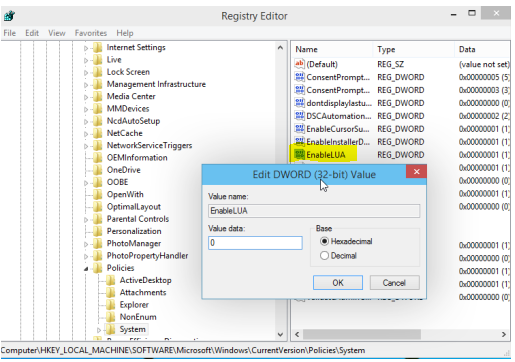 Registry Editor
File Edit View Favorites Help
Internet Settings
Live
Lock Screen
Management Infrastructure
Media Center
MMDevices
NcdAutoSetup
NetCache
NetworkServiceTriggers
OEMInformation
OneDrive
OOBE
OpenWith
OptimalLayout
Parental Controls
Personalization
PhotoManager
PhotoPropertyHandler
Policies
ActiveDesktop
Attachments
Explorer
NonEnum
System
Name Type Data
(Default) REG_SZ (value not set)
ConsentPrompt... REG_DWORD 0x00000005 (5)
ConsentPrompt... REG_DWORD 0x00000003 (3)
dontdisplaylastu... REG_DWORD 0x00000000 (0)
DSCAutomation... REG_DWORD 0x00000002 (2)
EnableCursorSu... REG_DWORD 0x00000001 (1)
EnableInstallerD... REG_DWORD 0x00000001 (1)
EnableLUA REG_DWORD 0x00000001 (1)
0x00000001 (1)
0x00000000 (0)
0x00000001 (1)
0x00000000 (0)
0x00000001 (1)
0x00000001 (1)
0x00000001 (1)
0x00000000 (0)
Edit DWORD (32-bit) Value
Value name:
EnableLUA
Value data:
0
Base
Hexadecimal
Decimal
OK Cancel
Computer\HKEY_LOCAL_MACHINE\SOFTWARE\Microsoft\Windows\CurrentVersion\Policies\System